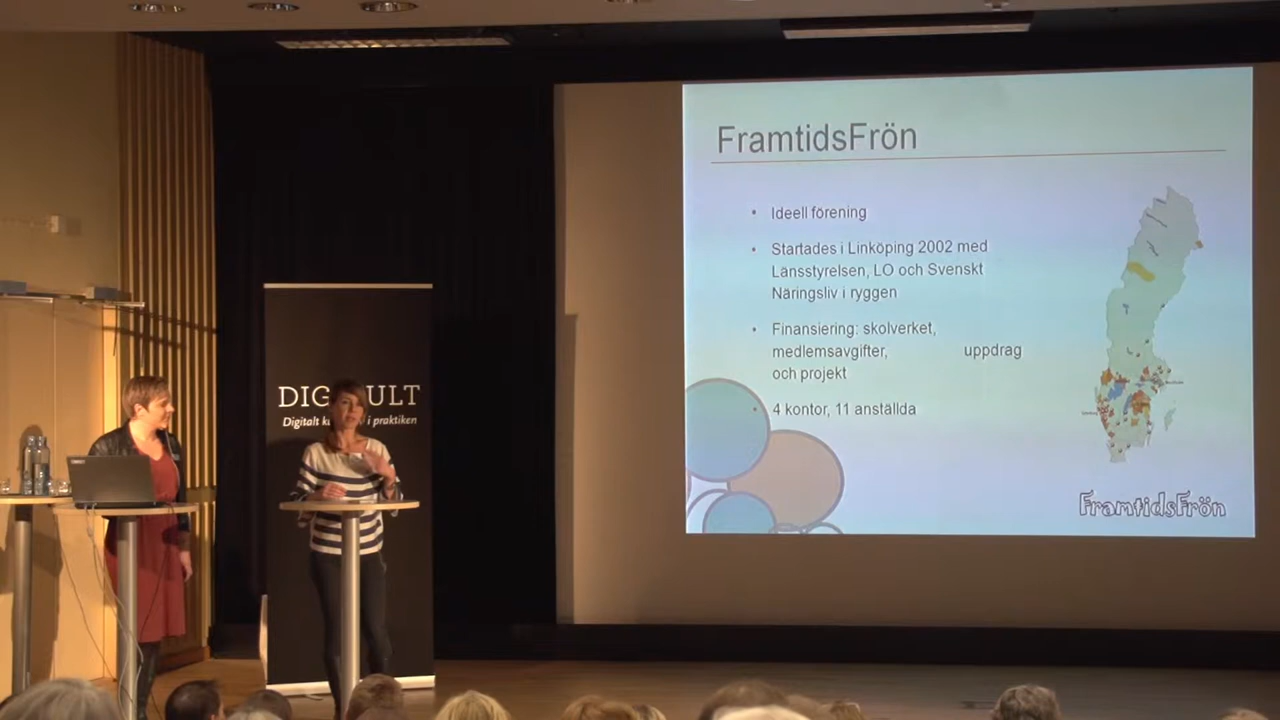 FramtidsFrön
• Ideell förening
• Startades i Linköping 2002 med
Länsstyrelsen, LO och Svenskt
Näringsliv i ryggen
• Finansiering: skolverket,
medlemsavgifter, uppdrag
och projekt
• 4 kontor, 11 anställda
FramtidsFrön
DIG ULT
Digitalt k i praktiken